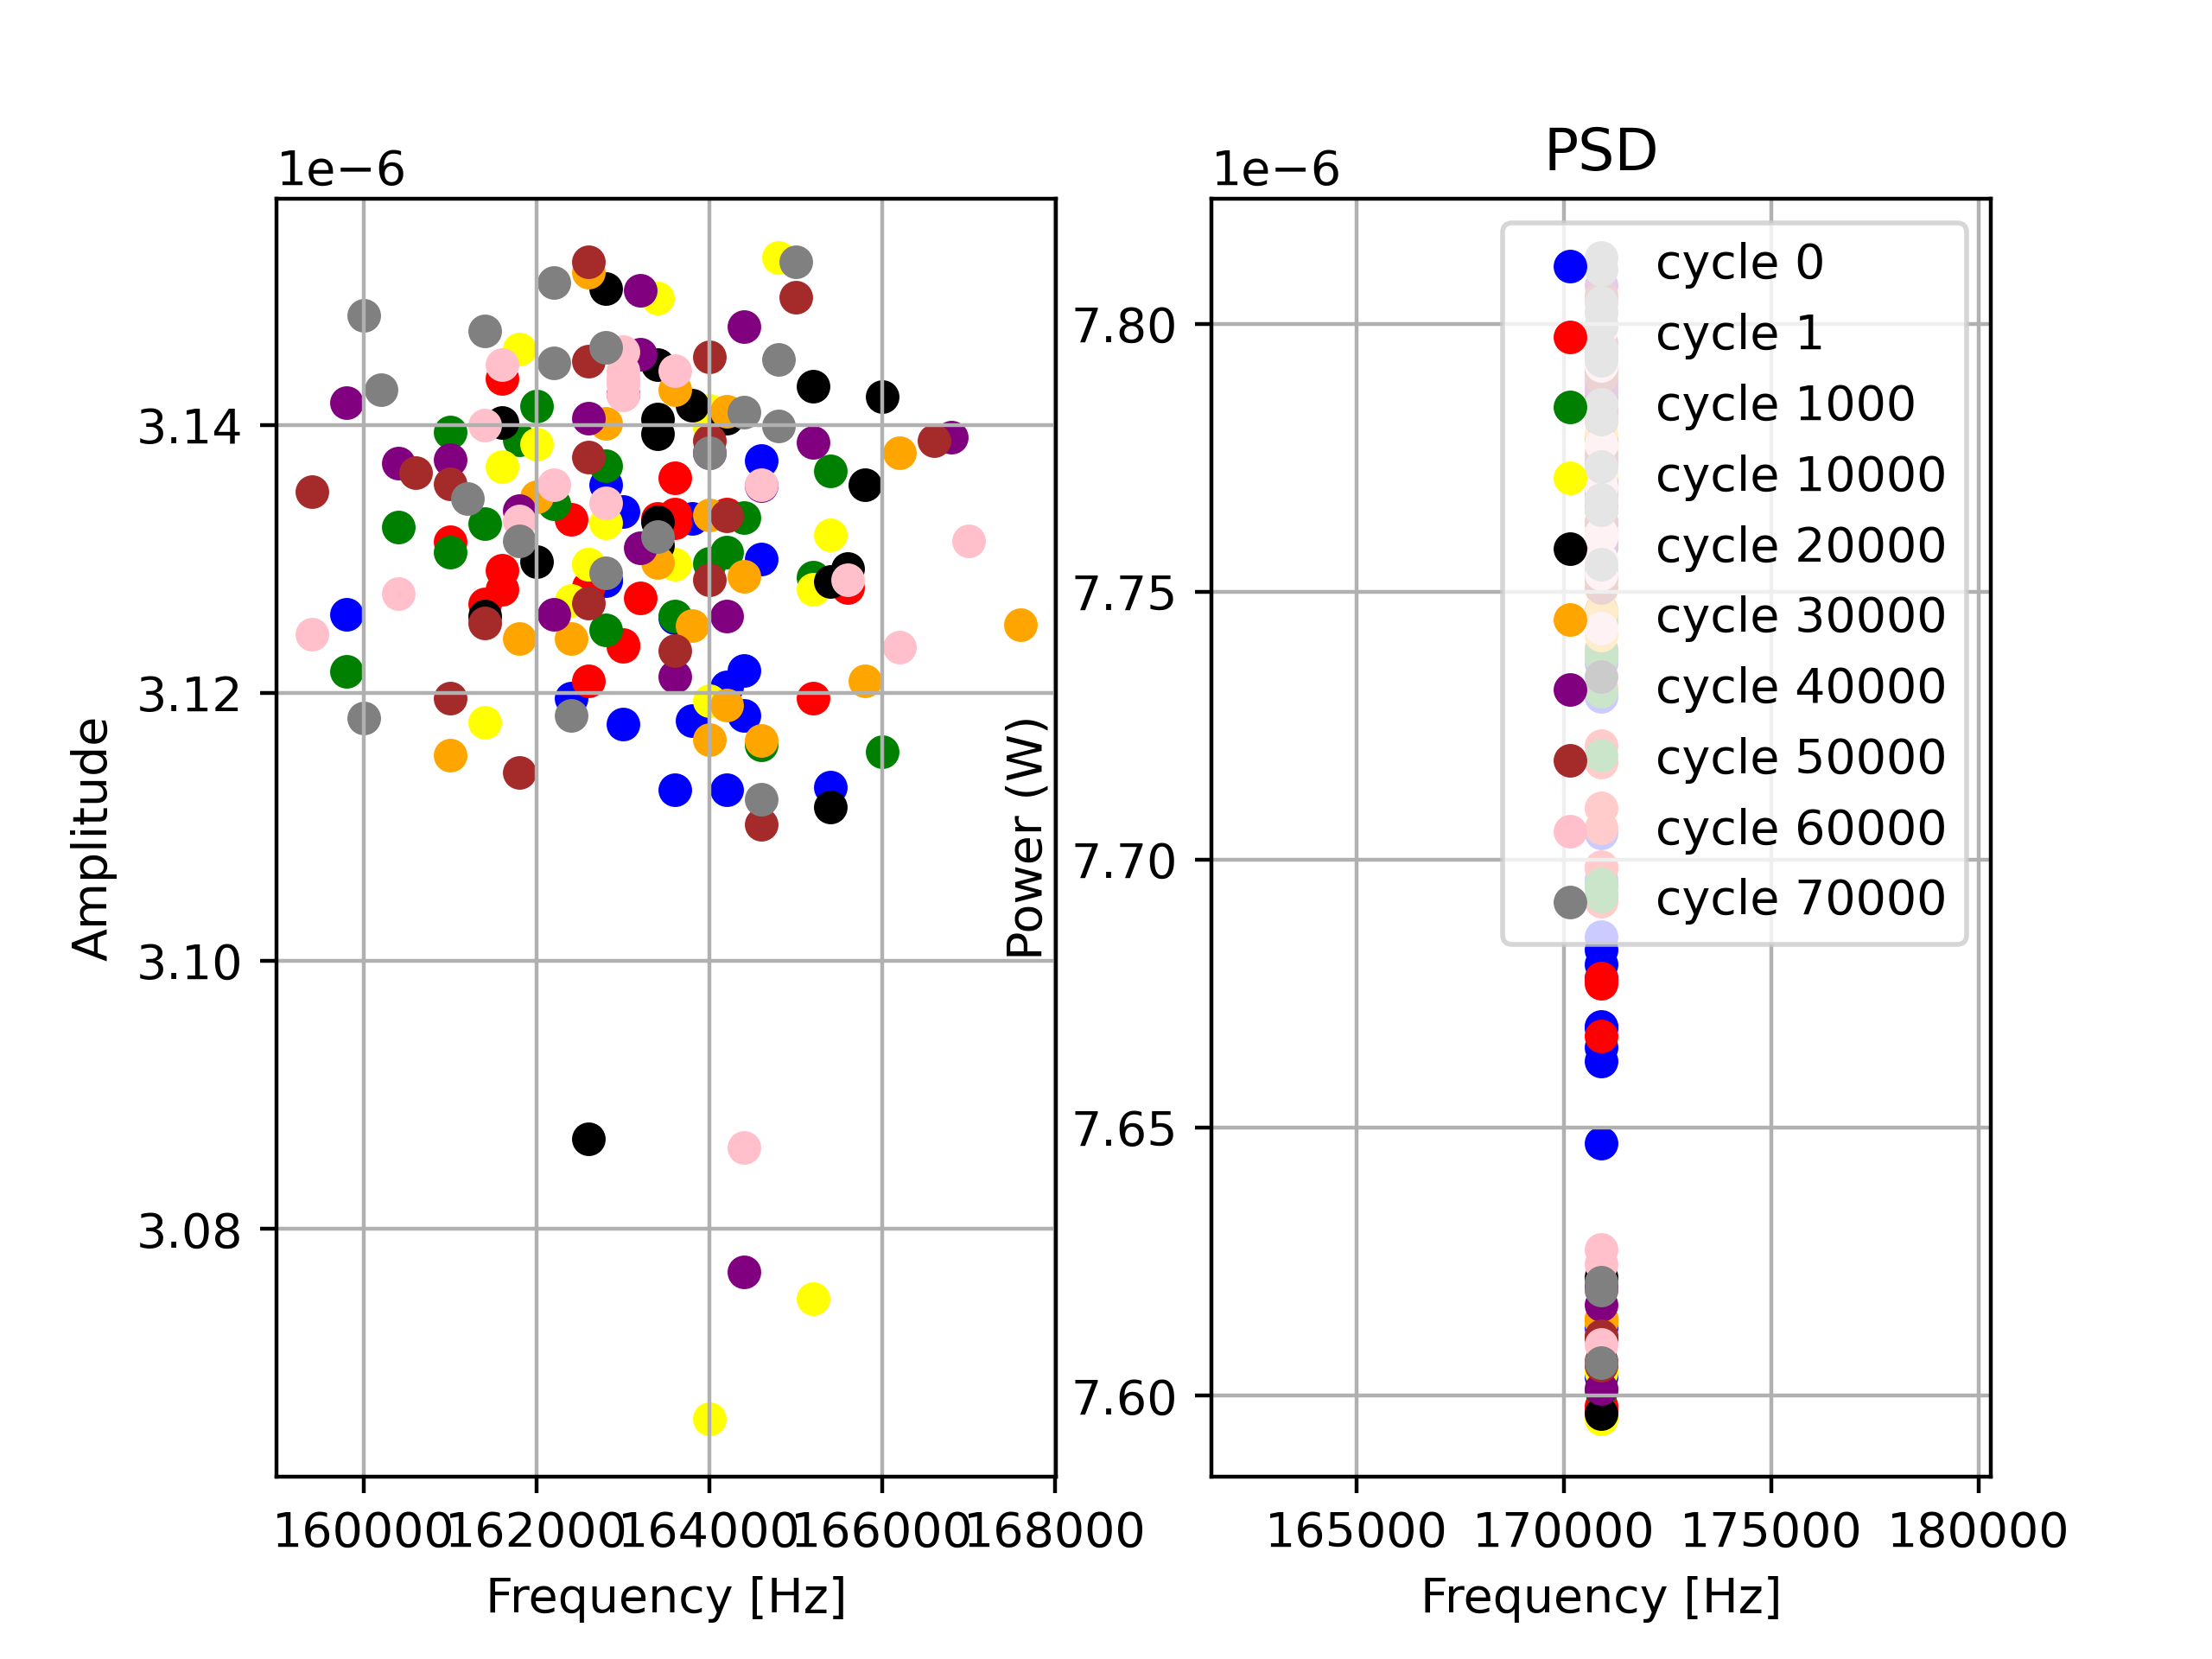 PSD
1e−6
1e−6
3.14
3.12
3.10
3.08
Amplitude
160000
162000
164000
166000
168000
Frequency [Hz]
7.80
7.75
7.70
7.65
7.60
Power (W)
165000
170000
175000
180000
Frequency [Hz]
cycle 0
cycle 1
cycle 1000
cycle 10000
cycle 20000
cycle 30000
cycle 40000
cycle 50000
cycle 60000
cycle 70000